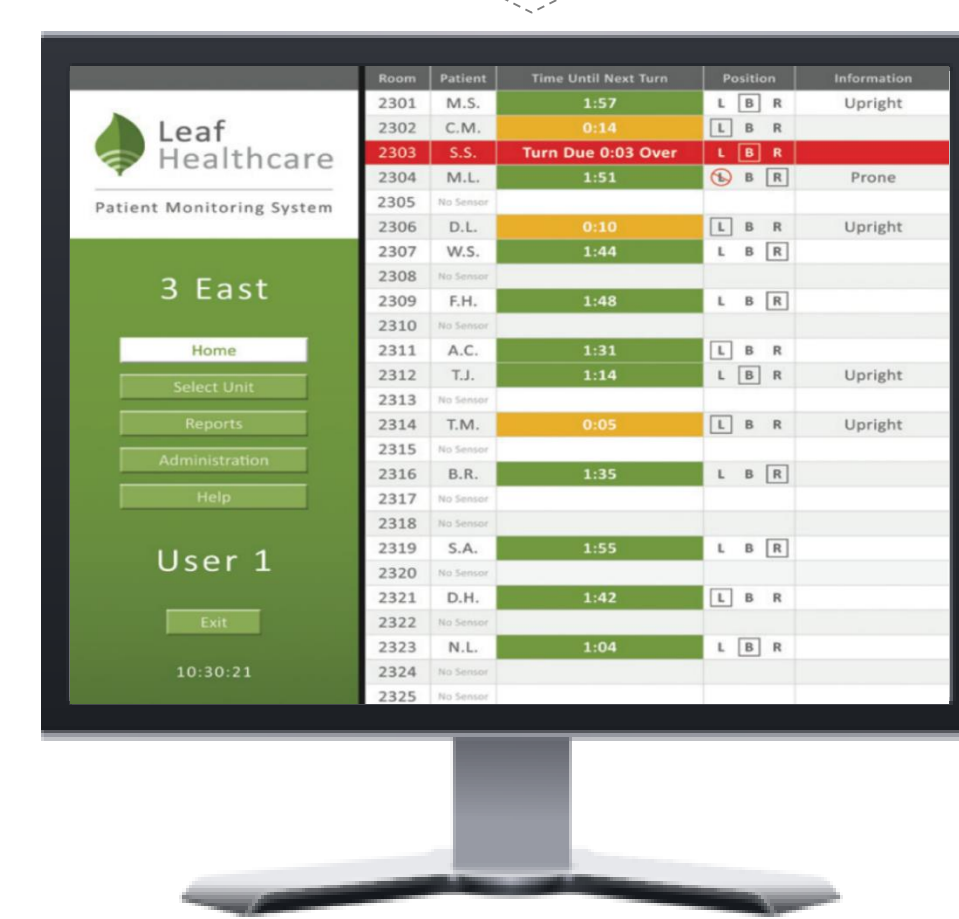 Leaf
Healthcare
Patient Monitoring System
3 East
Home
Select Unit
Reports
Administration
Help
User 1
Exit
10:30:21
Room Patient Time Until Next Turn Position Information
2301 M.S. 1:57 L B R Upright
2302 C.M. 0:14 L B R
2303 S.S. Turn Due 0:03 Over L B R
2304 M.L. 1:51 L B R Prone
2305 No Sensor
2306 D.L. 0:10 L B R Upright
2307 W.S. 1:44 L B R
2308 No Sensor
2309 F.H. 1:48 L B R
2310 No Sensor
2311 A.C. 1:31 L B R
2312 T.J. 1:14 L B R Upright
2313 No Sensor
2314 T.M. 0:05 L B R Upright
2315 No Sensor
2316 B.R. 1:35 L B R
2317 No Sensor
2318 No Sensor
2319 S.A. 1:55 L B R
2320 No Sensor
2321 D.H. 1:42 L B R
2322 No Sensor
2323 N.L. 1:04 L B R
2324 No Sensor
2325 No Sensor